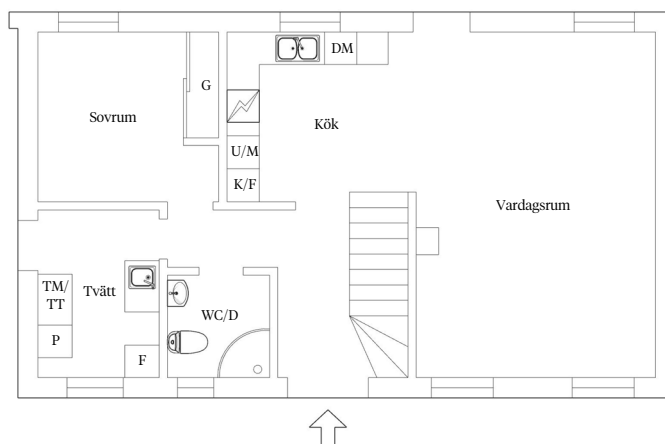 DM
G
Sovrum
Kök
U/M
K/F
Vardagsrum
TM/
TT
Tvätt
WC/D
P
F